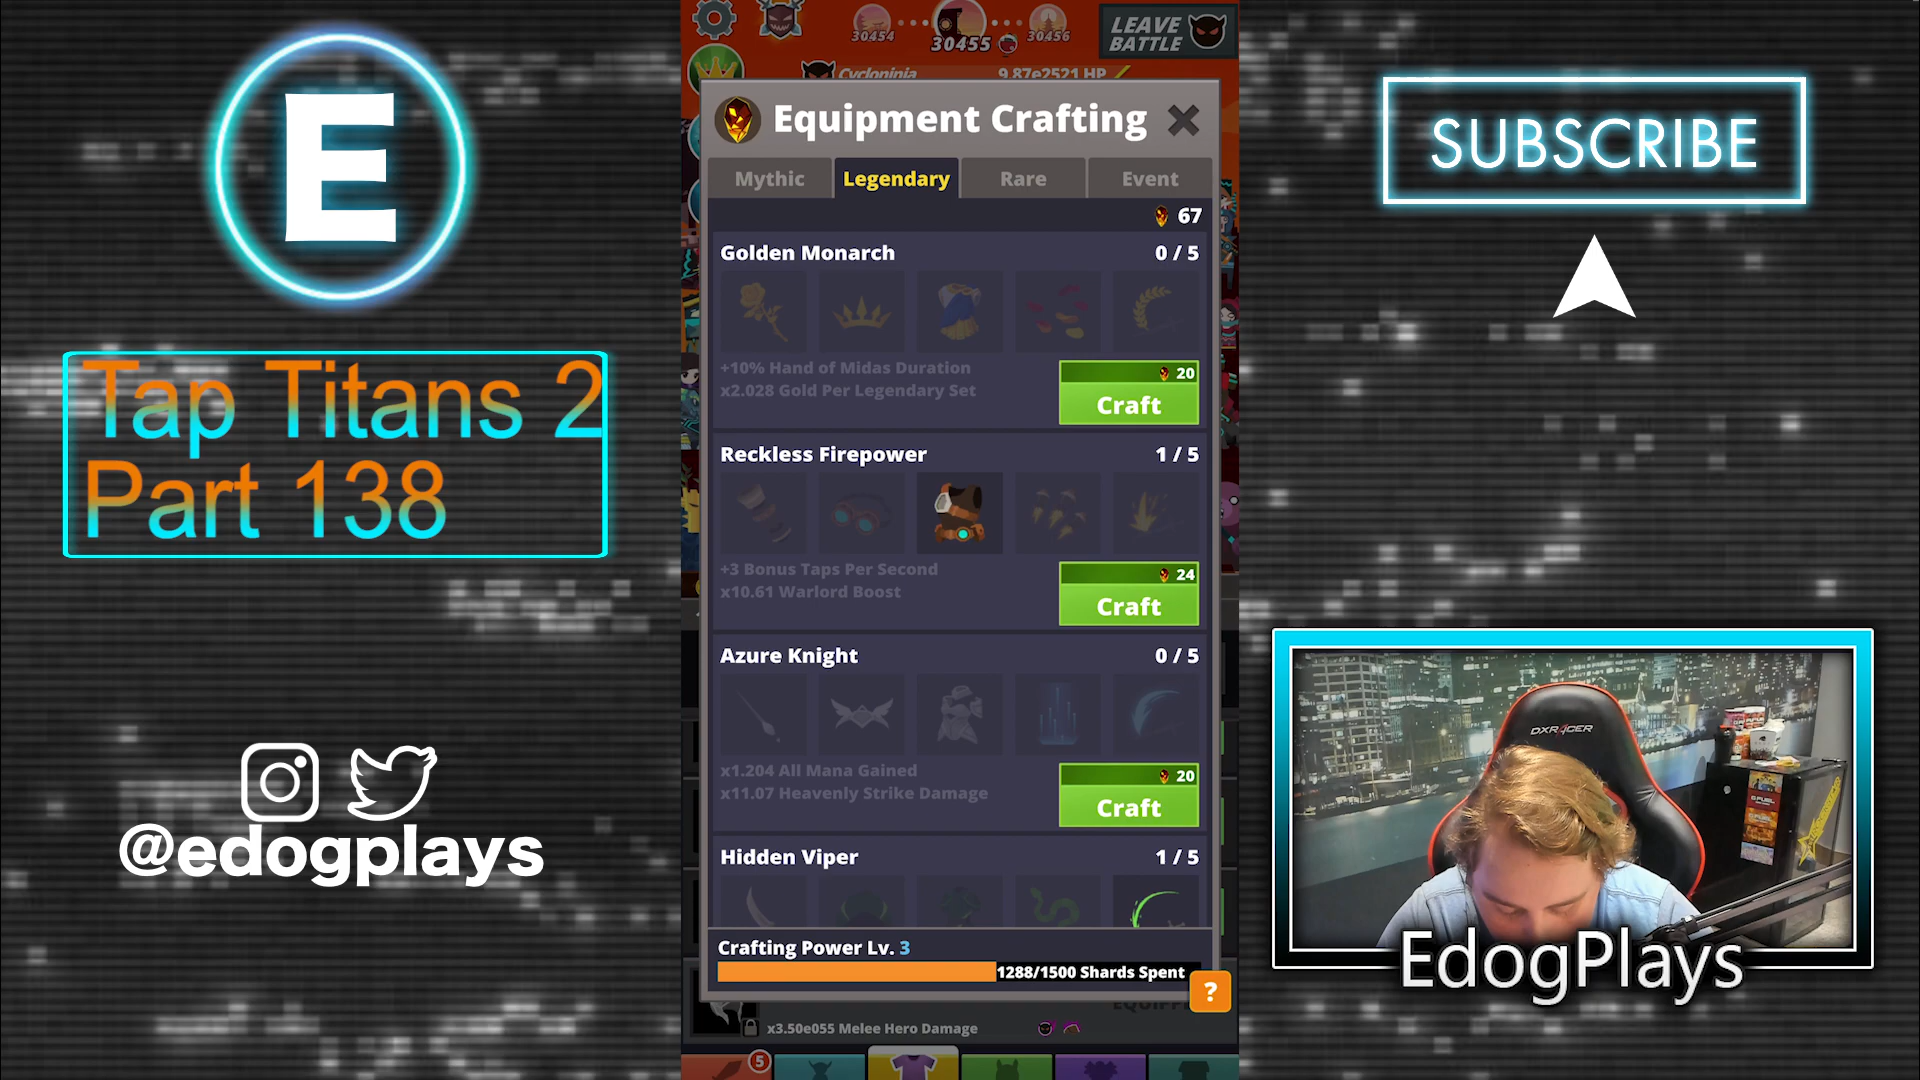 E
Tap Titans 2
Part 138
@edogplays
30454
30455
30456
LEAVE
BATTLE
Cycloninja
9.87e2521 HP
Equipment Crafting
Mythic
Legendary
Rare
Event
67
Golden Monarch
0 / 5
+10% Hand of Midas Duration
x2.028 Gold Per Legendary Set
20
Craft
Reckless Firepower
1 / 5
+3 Bonus Taps Per Second
x10.61 Warlord Boost
24
Craft
Azure Knight
0 / 5
x1.204 All Mana Gained
x11.07 Heavenly Strike Damage
20
Craft
Hidden Viper
1 / 5
Crafting Power Lv. 3
1288/1500 Shards Spent
?
x3.50e055 Melee Hero Damage
5
SUBSCRIBE
DXRACER
EdogPlays